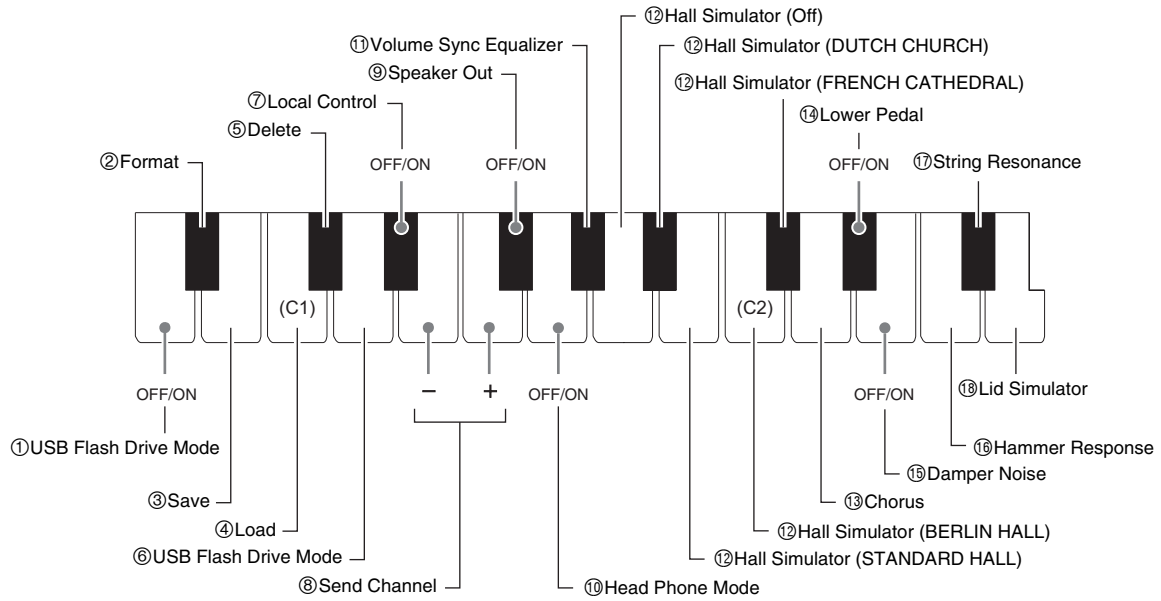 ⑫Hall Simulator (Off)
⑪Volume Sync Equalizer
⑫Hall Simulator (DUTCH CHURCH)
⑨Speaker Out
⑫Hall Simulator (FRENCH CATHEDRAL)
⑦Local Control
⑭Lower Pedal
⑤Delete
②Format
OFF/ON
OFF/ON
OFF/ON
⑰String Resonance
(C1)
(C2)
OFF/ON
−
+
OFF/ON
OFF/ON
⑱Lid Simulator
①USB Flash Drive Mode
⑯Hammer Response
⑮Damper Noise
③Save
⑬Chorus
④Load
⑫Hall Simulator (BERLIN HALL)
⑥USB Flash Drive Mode
⑫Hall Simulator (STANDARD HALL)
⑧Send Channel
⑩Head Phone Mode